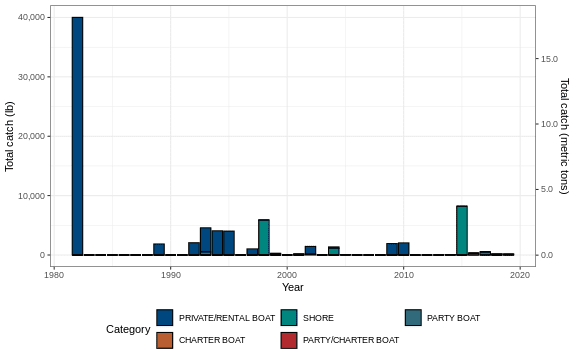 40,000
30,000
20,000
10,000
0
Total catch (lb)
15.0
10.0
5.0
0.0
Total catch (metric tons)
1980 1990 2000 2010 2020
Year
Category
PRIVATE/RENTAL BOAT SHORE PARTY BOAT
CHARTER BOAT PARTY/CHARTER BOAT